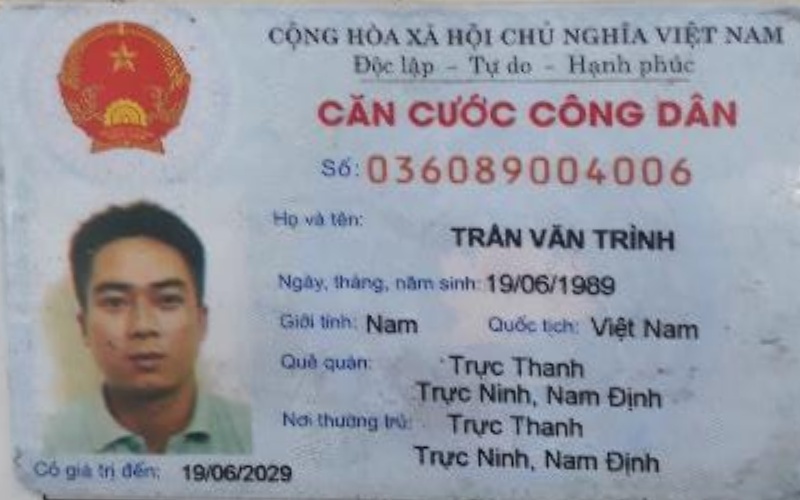 CỘNG HÒA XÃ HỘI CHỦ NGHĨA VIỆT NAM
Độc lập - Tự do - Hạnh phúc
CĂN CƯỚC CÔNG DÂN
Số: 036089004006
Họ và tên:
TRẦN VĂN TRÌNH
Ngày, tháng, năm sinh: 19/06/1989
Giới tính: Nam Quốc tịch: Việt Nam
Quê quán: Trực Thanh
Trực Ninh, Nam Định
Nơi thường trú: Trực Thanh
Trực Ninh, Nam Định
Có giá trị đến: 19/06/2029